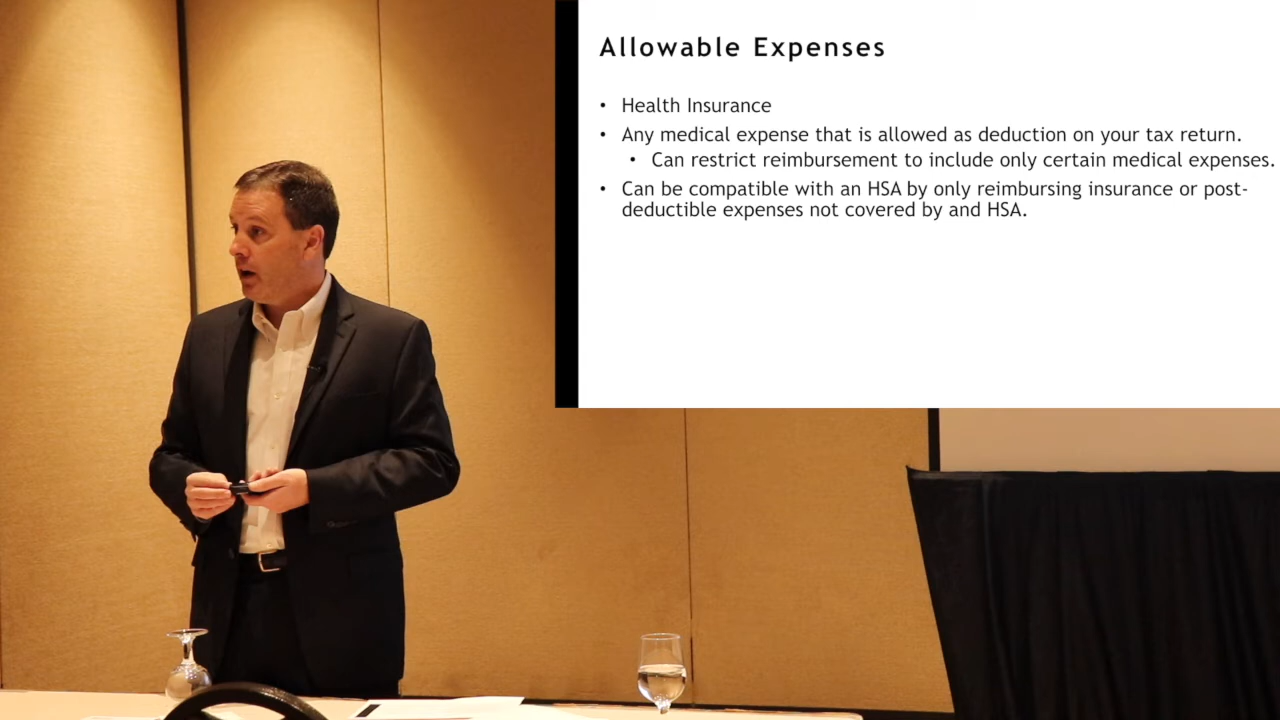 Allowable Expenses
• Health Insurance
• Any medical expense that is allowed as deduction on your tax return.
• Can restrict reimbursement to include only certain medical expenses.
• Can be compatible with an HSA by only reimbursing insurance or post-
deductible expenses not covered by and HSA.